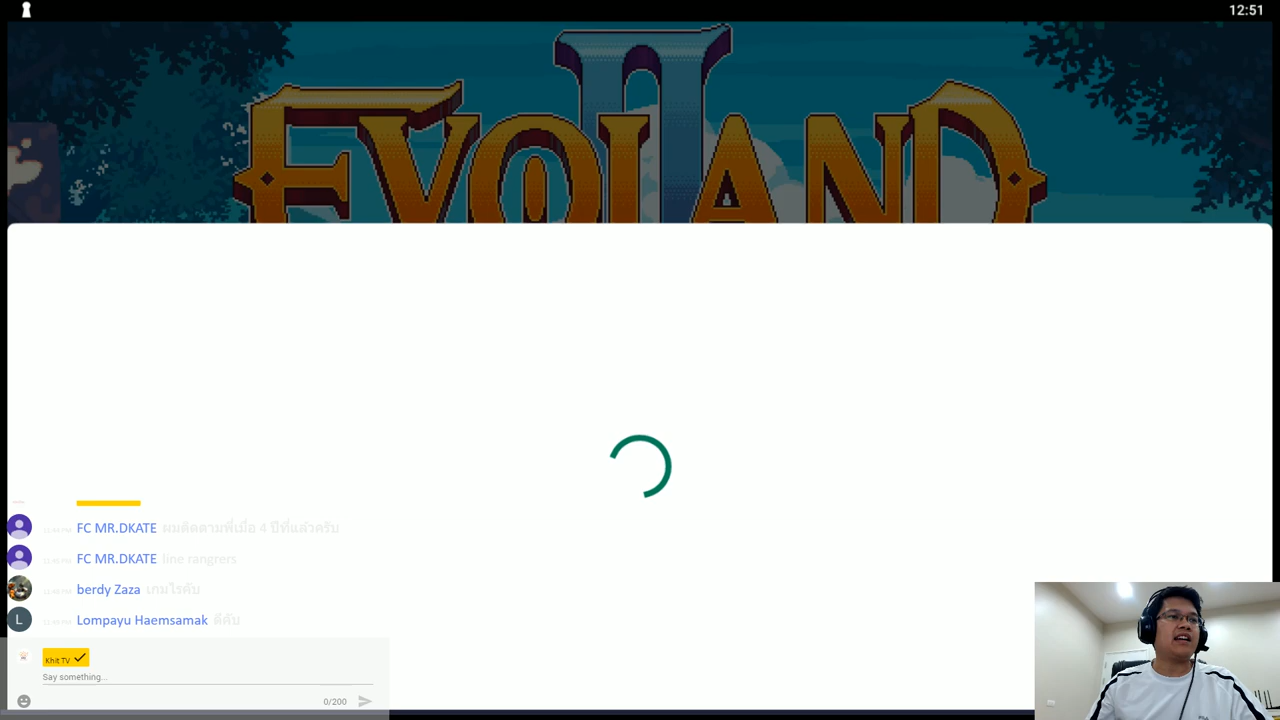 12:51
EVOLAND
II
FC MR.DKATE ผมติดตามพี่เมื่อ 4 ปีที่แล้วครับ
FC MR.DKATE line rangrers
berdy Zaza เกมไรคับ
L
Lompayu Haemsamak ดีคับ
Khit TV
Say something...
0/200